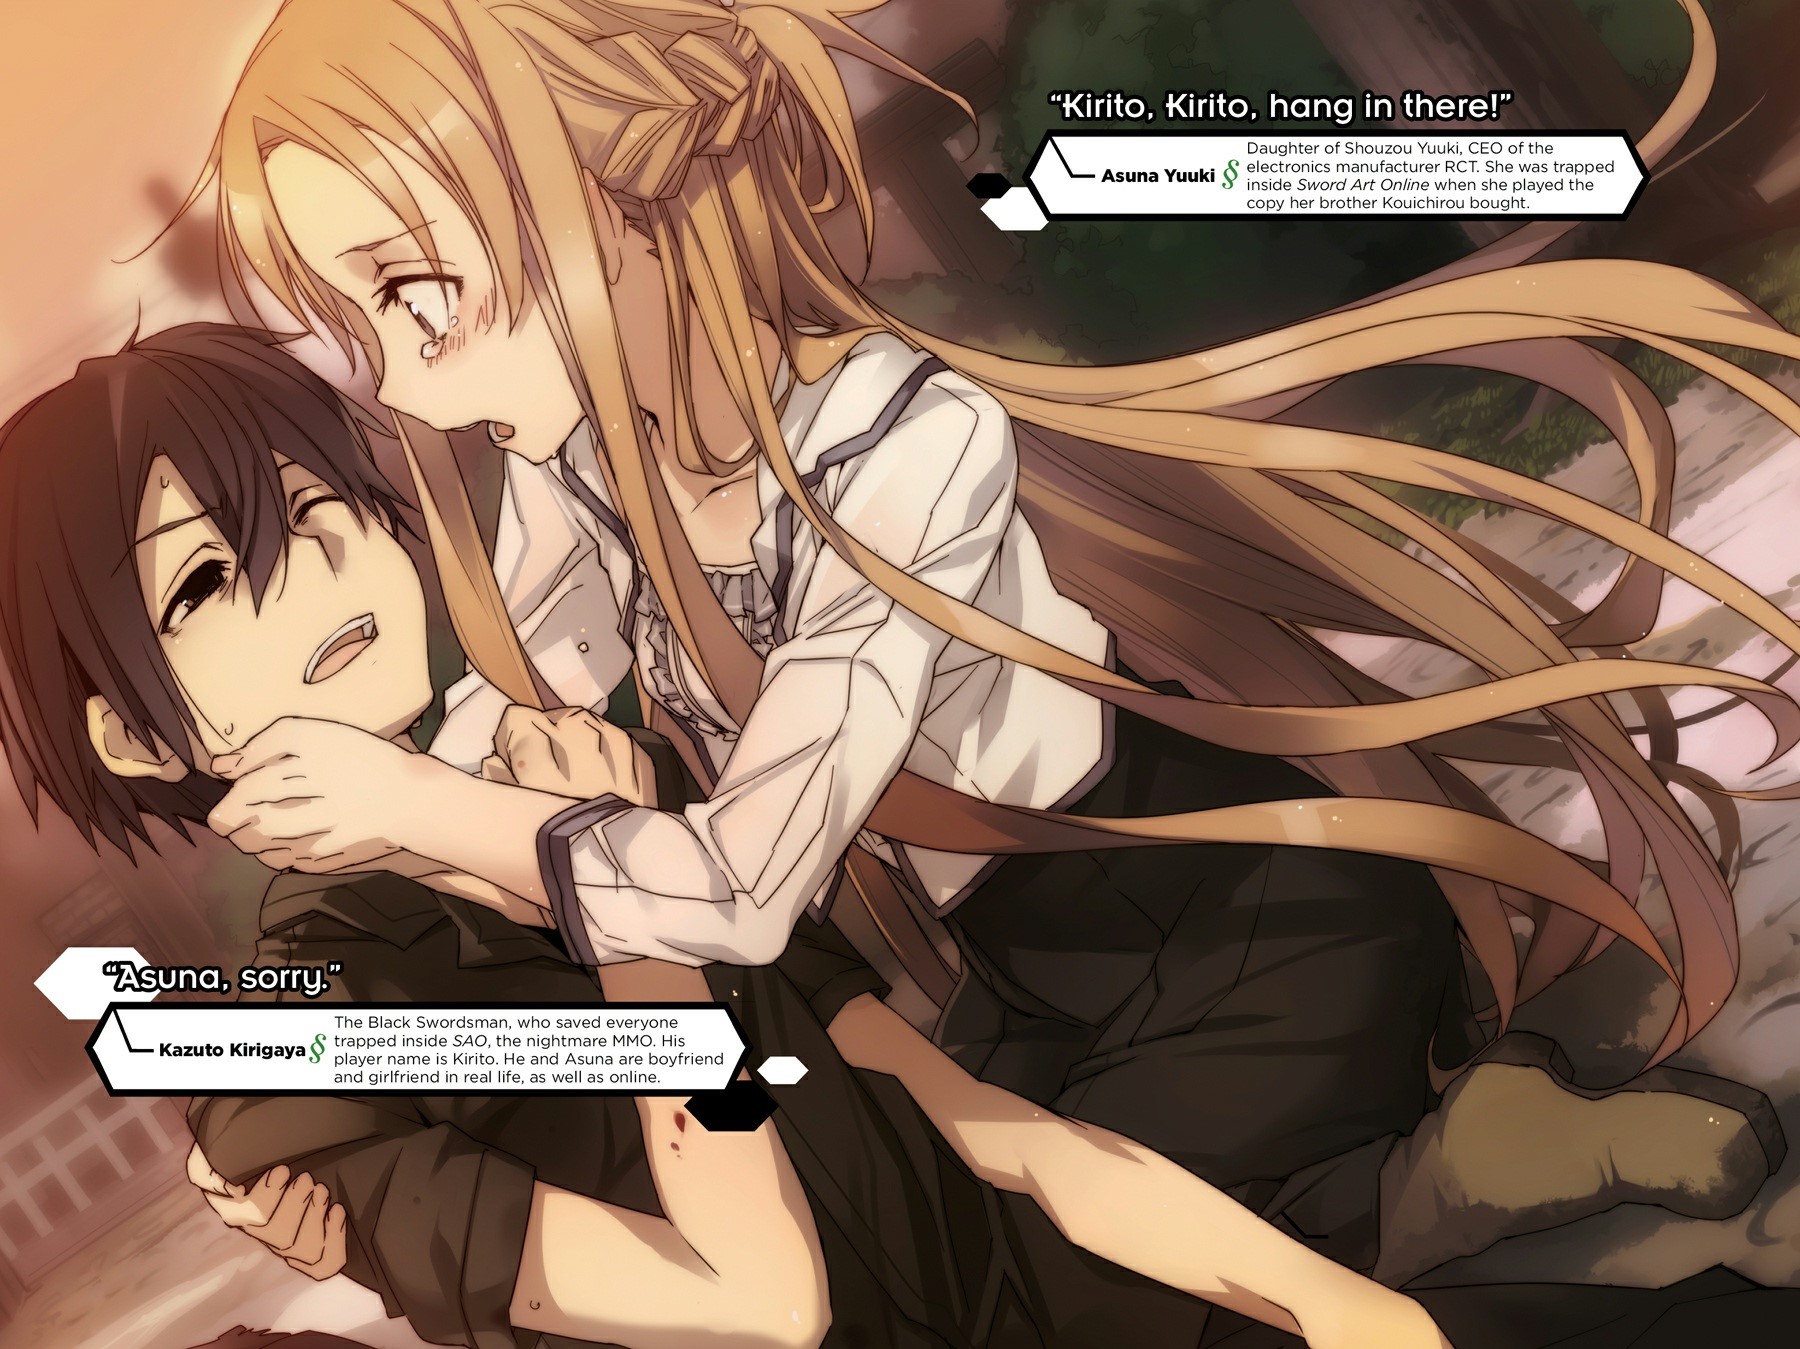 “Kirito, Kirito, hang in there!”
Asuna Yuuki §
Daughter of Shouzou Yuuki, CEO of the
electronics manufacturer RCT. She was trapped
inside Sword Art Online when she played the
copy her brother Kouichirou bought.
“Asuna, sorry.”
Kazuto Kirigaya §
The Black Swordsman, who saved everyone
trapped inside SAO, the nightmare MMO. His
player name is Kirito. He and Asuna are boyfriend
and girlfriend in real life, as well as online.